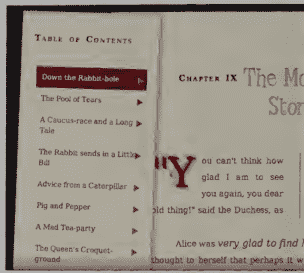 TABLE OF CONTENTS
Down the Rabbit-hole
The Pool of Tears
A Caucus-race and a Long
Tale
The Rabbit sends in a Little
Bill
Advice from a Caterpillar
Pig and Pepper
A Mad Tea-party
The Queen's Croquet-
ground
CHAPTER IX The Mo
Stor
"Y ou can't think how
glad I am to see
you again, you dear
old thing!" said the Duchess, as
Alice was very glad to find h
thought to herself that perhaps it w